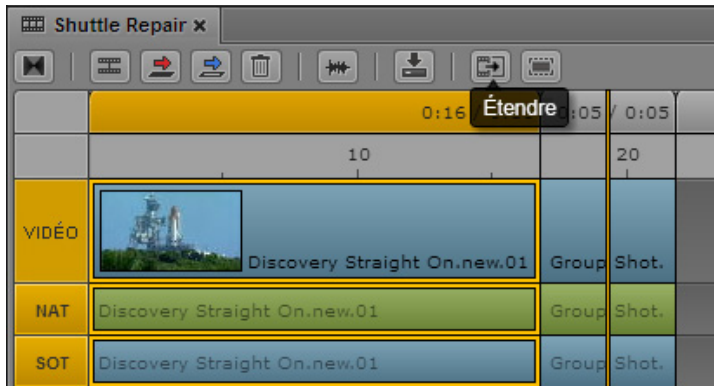 Shuttle Repair ×
Étendre
0:16 / :05 / 0:05
10 20
VIDÉO Discovery Straight On.new.01 Group Shot.
NAT Discovery Straight On.new.01 Group Shot.
SOT Discovery Straight On.new.01 Group Shot.